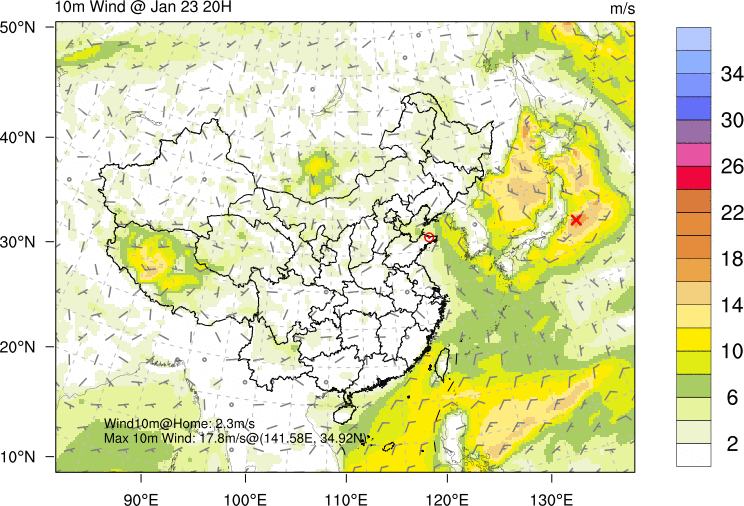 10m Wind @ Jan 23 20H
m/s
50°N
40°N
30°N
20°N
10°N
90°E
100°E
110°E
120°E
130°E
34
30
26
22
18
14
10
6
2
Wind10m@Home: 2.3m/s
Max 10m Wind: 17.8m/s@(141.58E, 34.92N)